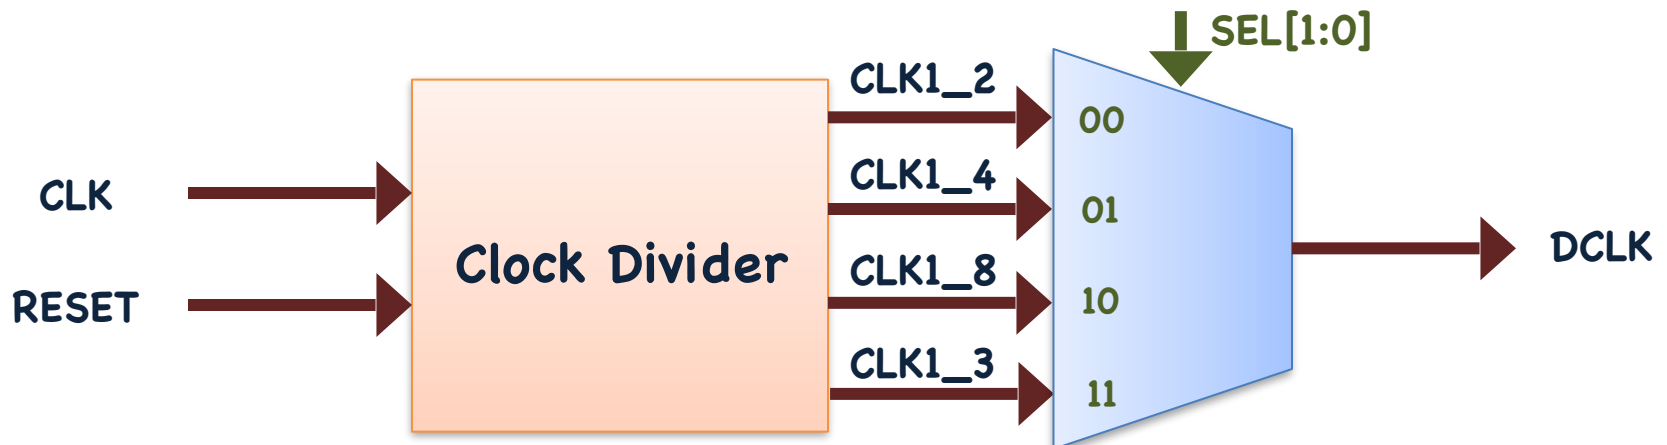 SEL[1:0]
CLK1_2
00
CLK1_4
CLK
01
Clock Divider
DCLK
CLK1_8
RESET
10
CLK1_3
11